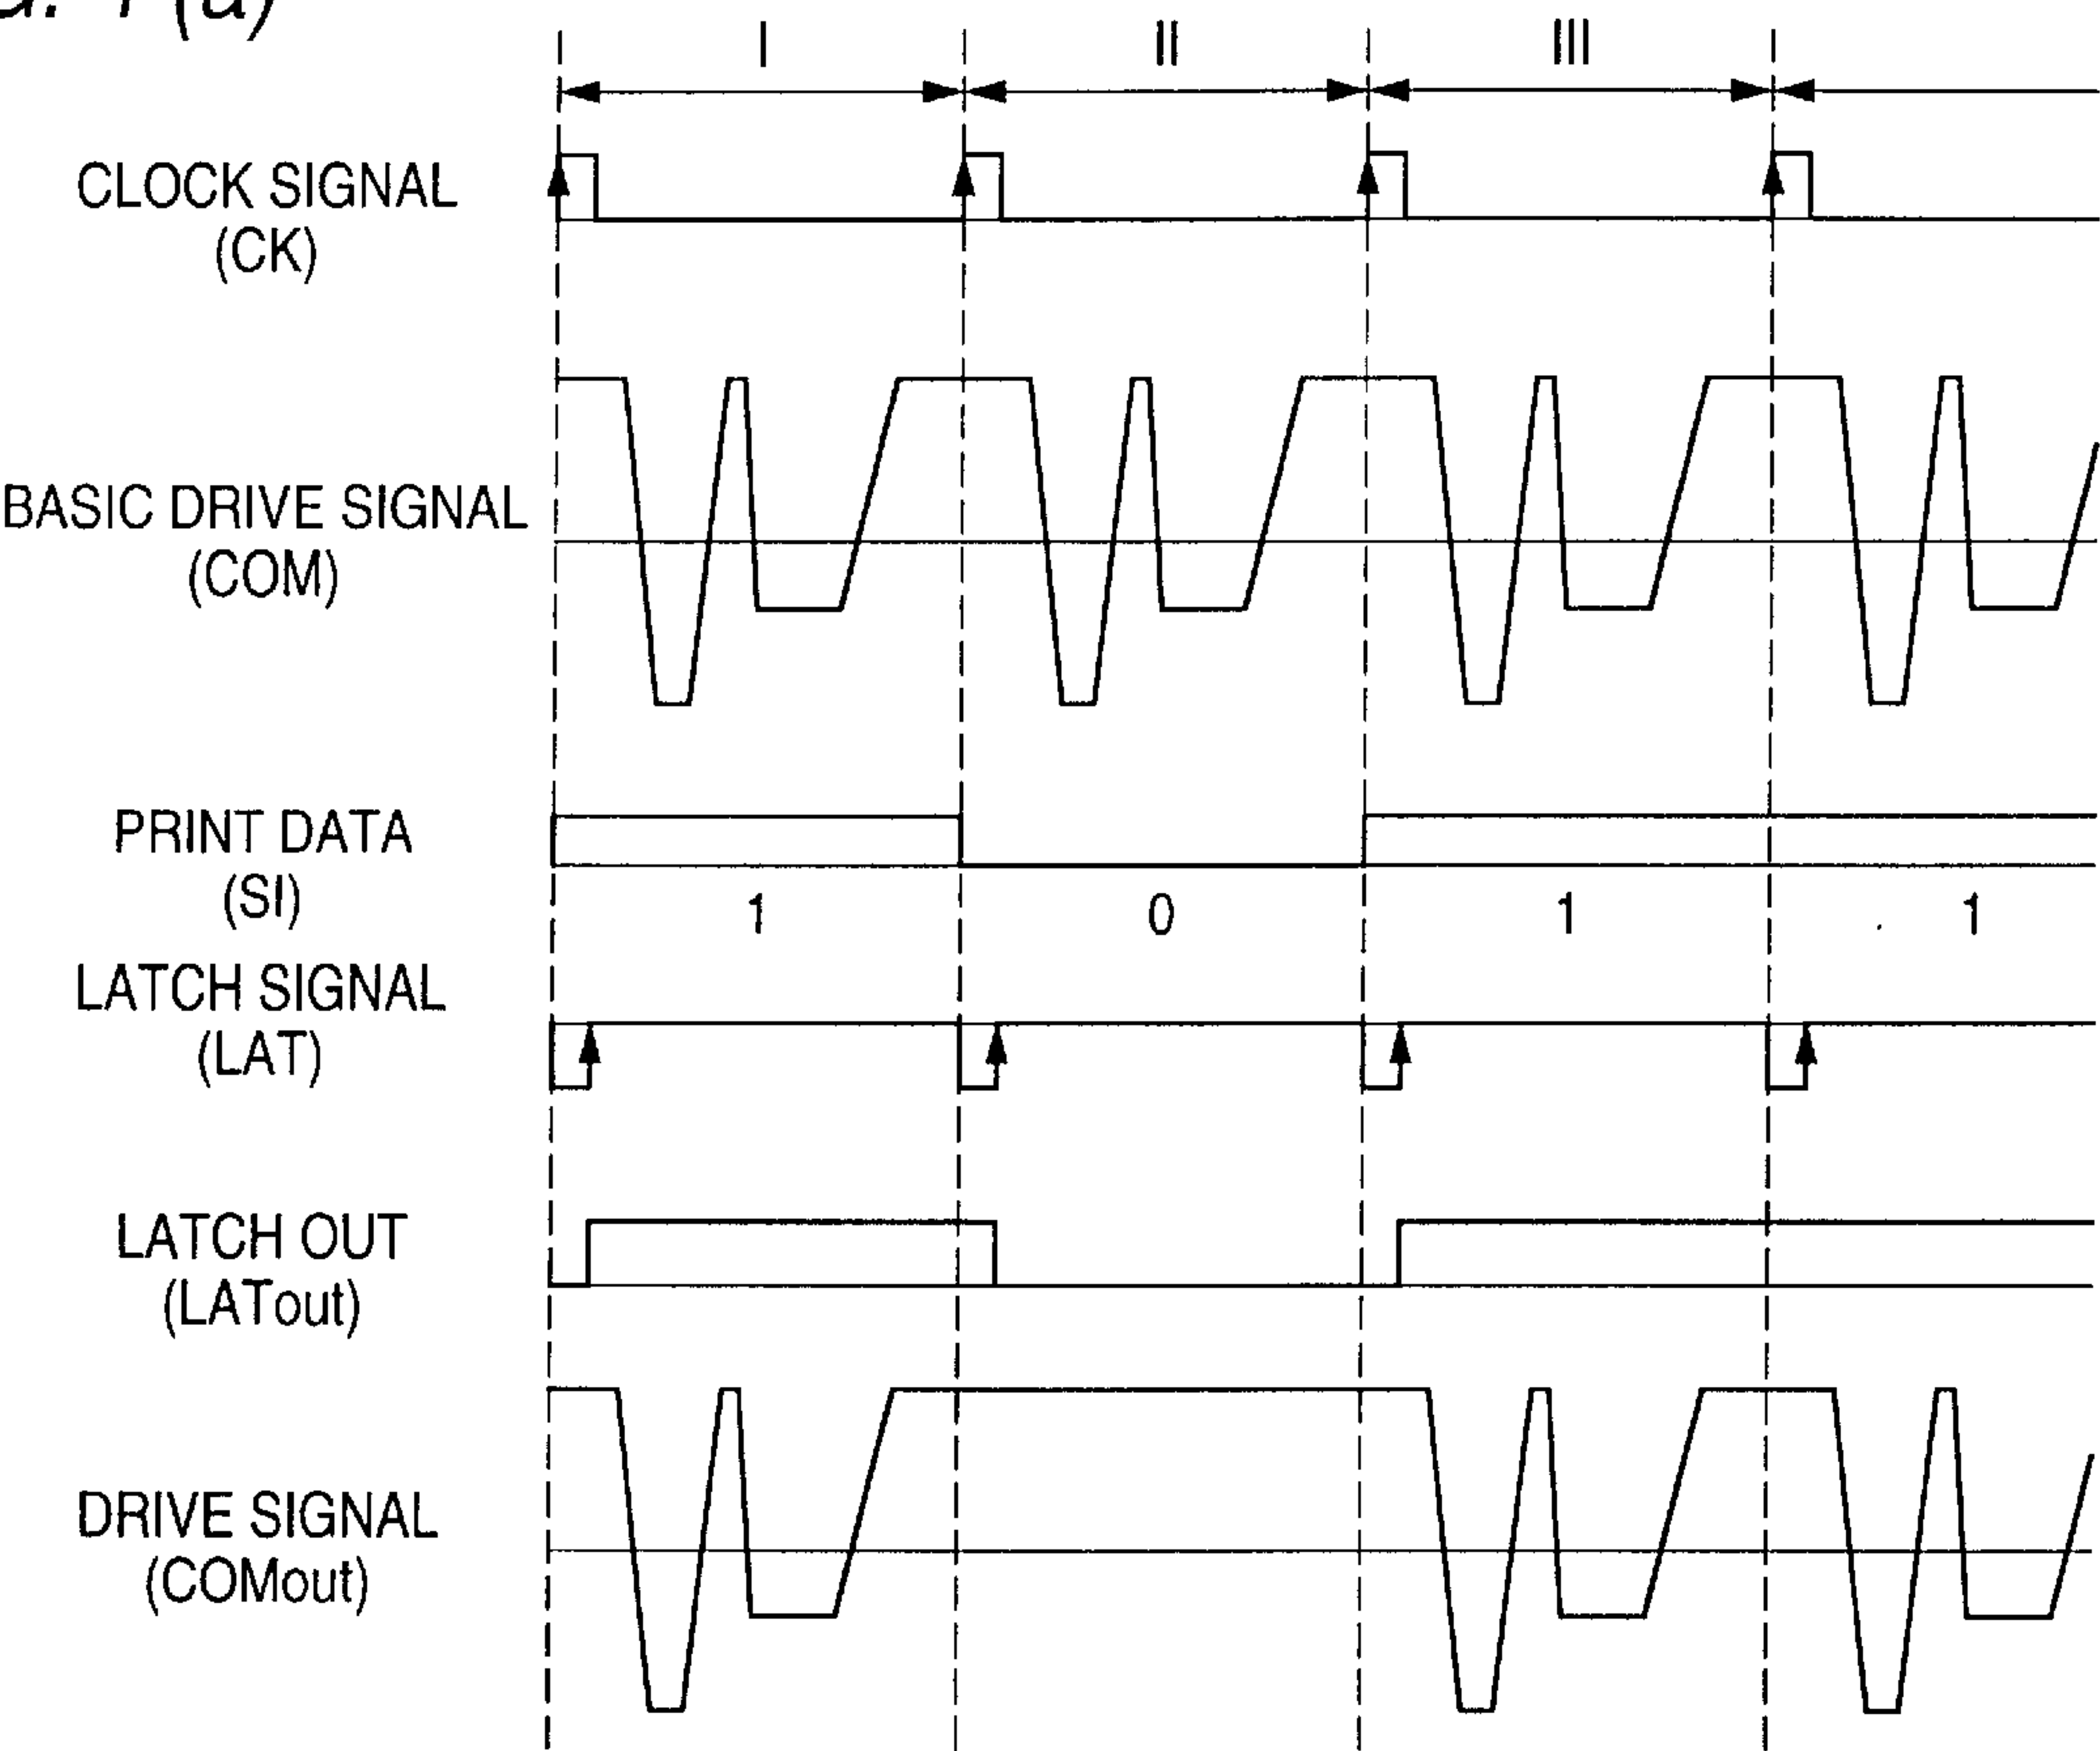 I II III
CLOCK SIGNAL
(CK)
BASIC DRIVE SIGNAL
(COM)
PRINT DATA
(SI)
1 0 1 1
LATCH SIGNAL
(LAT)
LATCH OUT
(LATout)
DRIVE SIGNAL
(COMout)